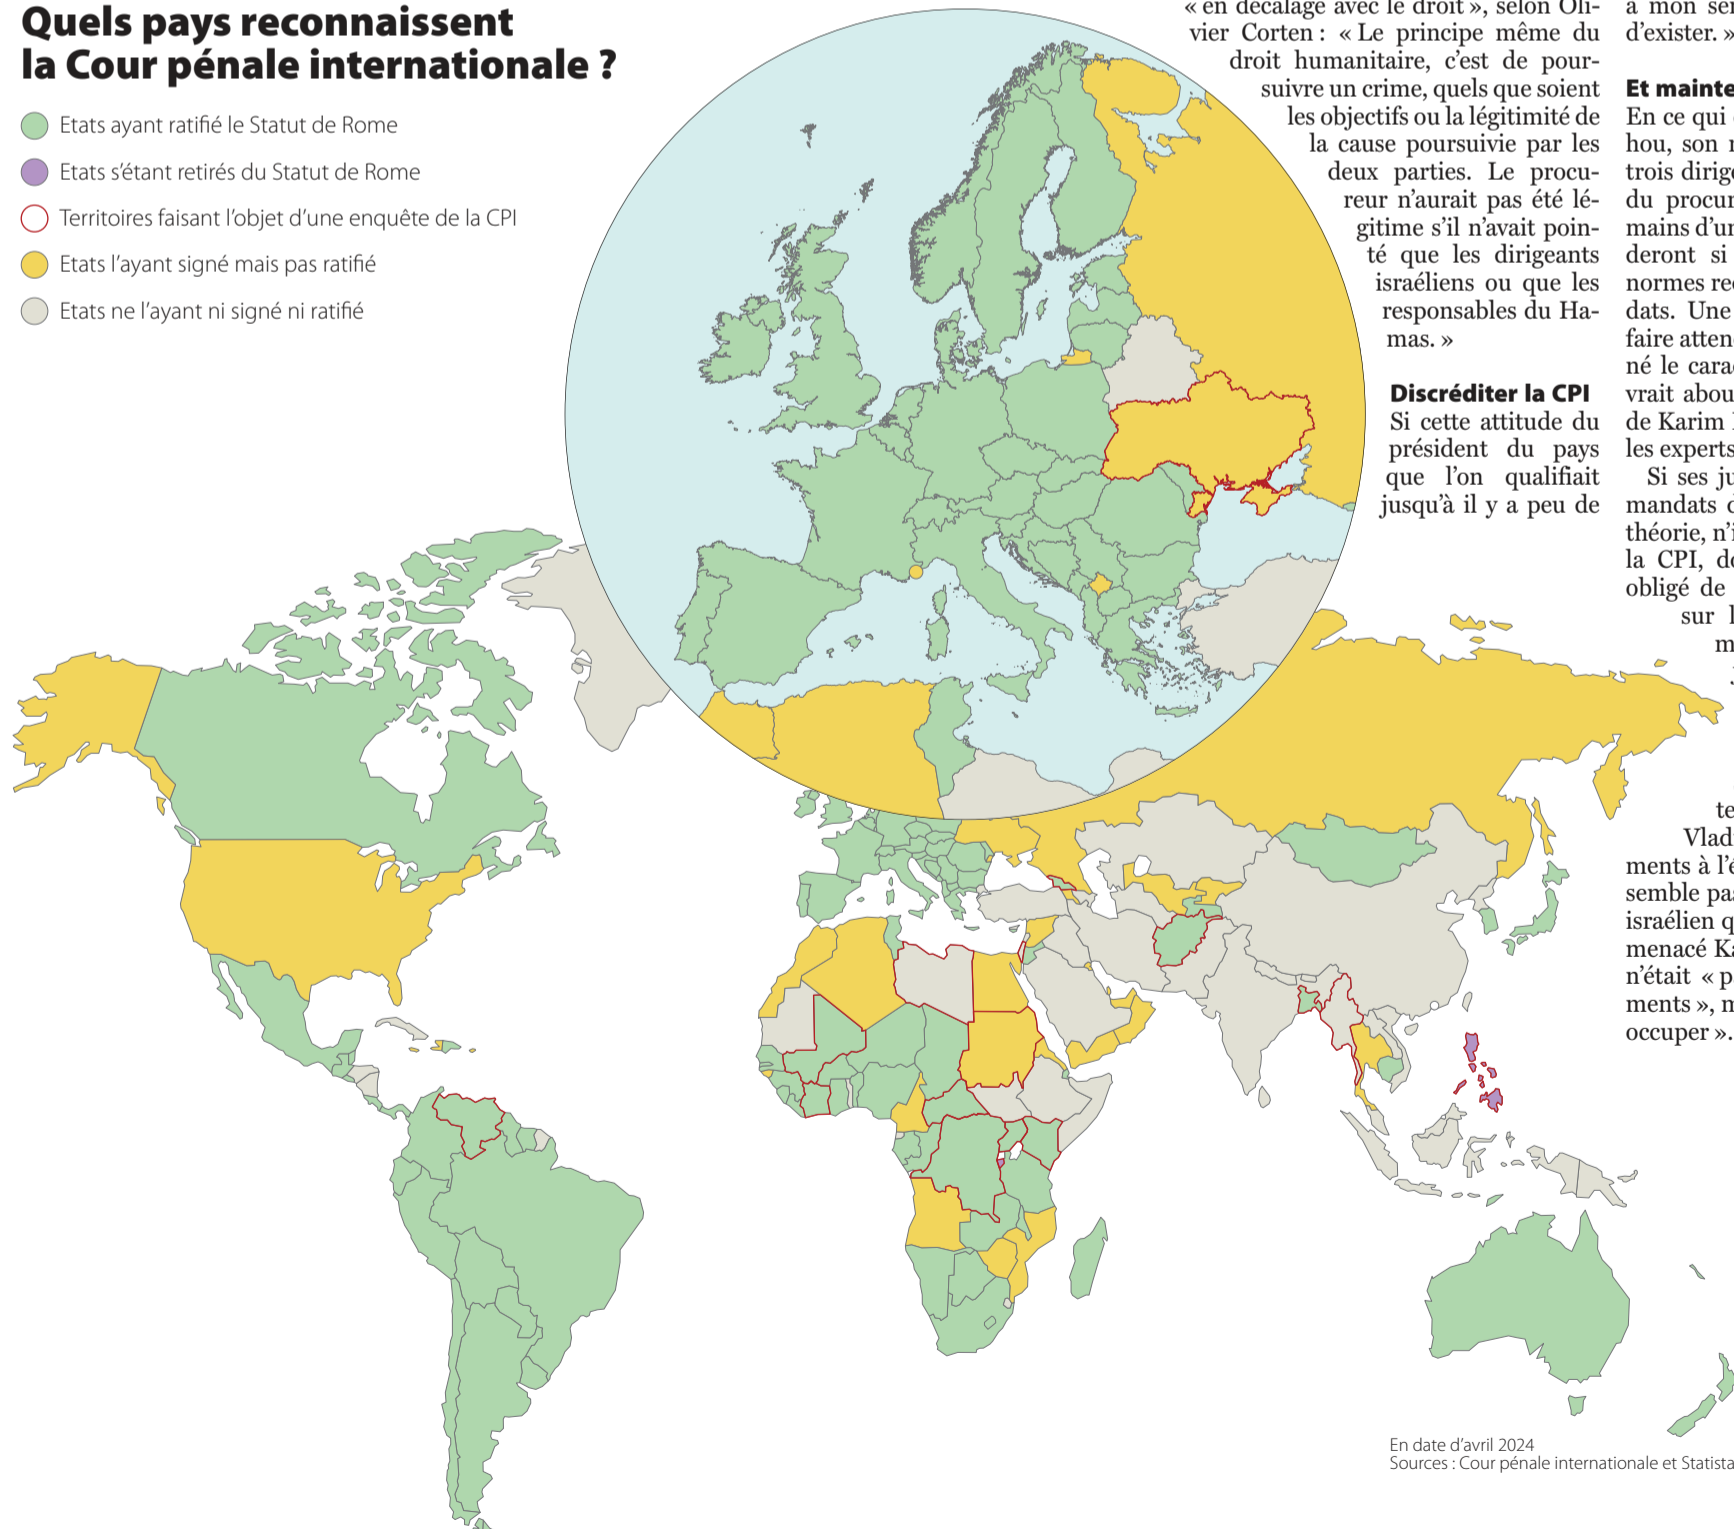 Quels pays reconnaissent
la Cour pénale internationale ?
Etats ayant ratifié le Statut de Rome
Etats s’étant retirés du Statut de Rome
Territoires faisant l’objet d’une enquête de la CPI
Etats l’ayant signé mais pas ratifié
Etats ne l’ayant ni signé ni ratifié
« en décalage avec le droit », selon Oli-
vier Corten : « Le principe même du
droit humanitaire, c’est de pour-
suivre un crime, quels que soient
les objectifs ou la légitimité de
la cause poursuivie par les
deux parties. Le procu-
reur n’aurait pas été lé-
gitime s’il n’avait poin-
té que les dirigeants
israéliens ou que les
responsables du Ha-
mas. »
Discréditer la CPI
Si cette attitude du
président du pays
que l’on qualifiait
jusqu’à il y a peu de
à mon
d’exister. »
Et mainte
En ce qui
hou, son
trois dirig
du procu
mains d’u
deront si
normes re
dats. Une
faire atten
né le cara
vrait abou
de Karim
les experts
Si ses ju
mandats d
théorie, n’i
la CPI, d
obligé de
sur
m
te
Vlad
ments à l’é
semble pas
israélien q
menacé Ka
n’était « p
ments », m
occuper ».
En date d’avril 2024
Sources : Cour pénale internationale et Statista